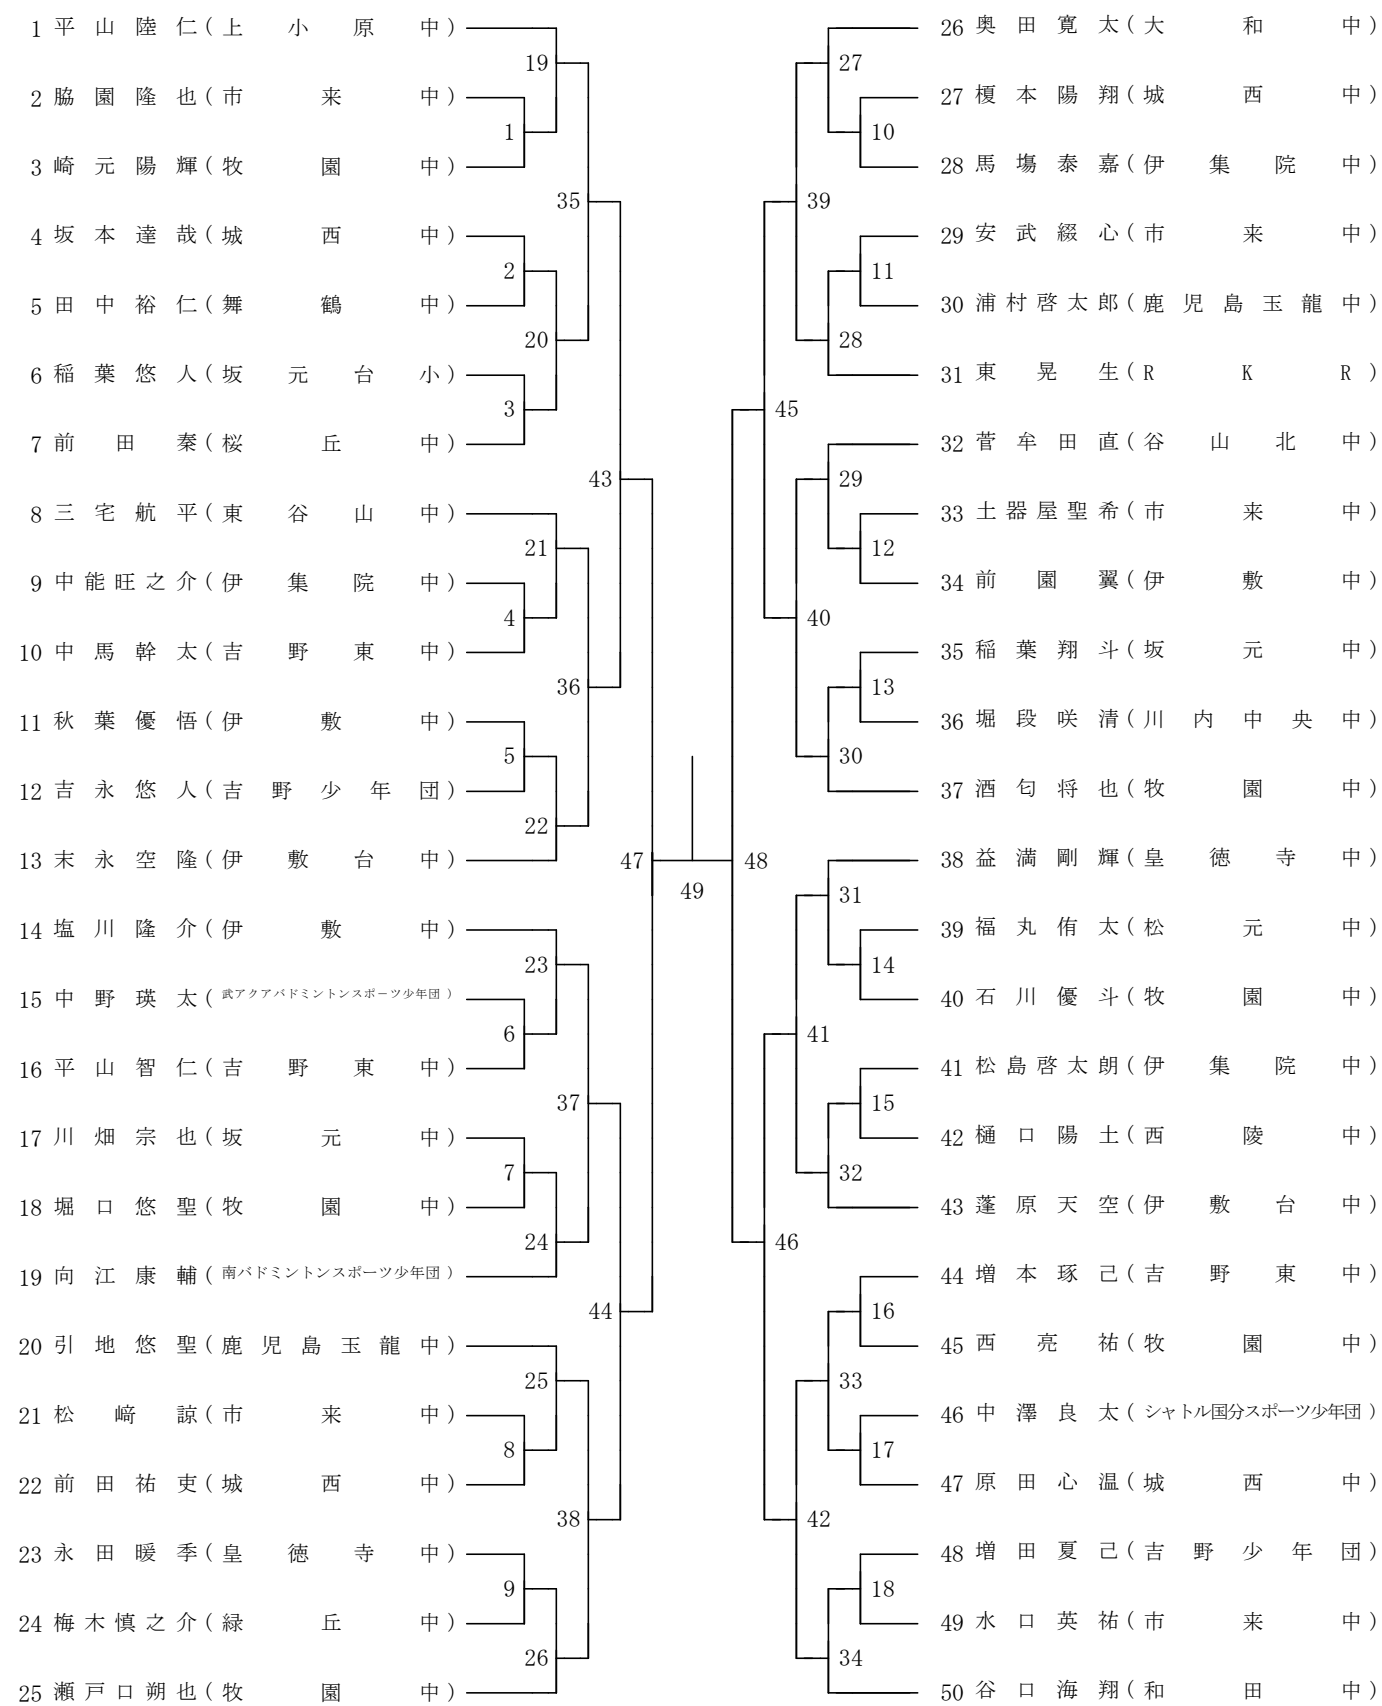 1 平山陸仁(上小原中)
19
2 脇園隆也(市来中)
1
3 崎元陽輝(牧園中)
35
4 坂本達哉(城西中)
2
5 田中裕仁(舞鶴中)
20
6 稲葉悠人(坂元台小)
3
7 前田秦(桜丘中)
43
8 三宅航平(東谷山中)
21
9 中能旺之介(伊集院中)
4
10 中馬幹太(吉野東中)
36
11 秋葉優悟(伊敷中)
5
12 吉永悠人(吉野少年団)
22
13 末永空隆(伊敷台中)
47
14 塩川隆介(伊敷中)
23
15 中野瑛太(武アクアバドミントンスポーツ少年団)
6
16 平山智仁(吉野東中)
37
17 川畑宗也(坂元中)
7
18 堀口悠聖(牧園中)
24
19 向江康輔(南バドミントンスポーツ少年団)
44
20 引地悠聖(鹿児島玉龍中)
25
21 松﨑諒(市来中)
8
22 前田祐吏(城西中)
38
23 永田暖季(皇徳寺中)
9
24 梅木慎之介(緑丘中)
26
25 瀬戸口朔也(牧園中)
49
26 奥田寛太(大和中)
27
27 榎本陽翔(城西中)
10
28 馬場泰嘉(伊集院中)
39
29 安武綴心(市来中)
11
30 浦村啓太郎(鹿児島玉龍中)
28
31 東晃生(RKR)
45
32 菅牟田直(谷山北中)
29
33 土器屋聖希(市来中)
12
34 前園翼(伊敷中)
40
35 稲葉翔斗(坂元中)
13
36 堀段咲清(川内中央中)
30
37 酒匂将也(牧園中)
48
38 益満剛輝(皇徳寺中)
31
39 福丸侑太(松元中)
14
40 石川優斗(牧園中)
41
41 松島啓太朗(伊集院中)
15
42 樋口陽土(西陵中)
32
43 蓬原天空(伊敷台中)
46
44 増本琢己(吉野東中)
16
45 西亮祐(牧園中)
33
46 中澤良太(シャトル国分スポーツ少年団)
17
47 原田心温(城西中)
42
48 増田夏己(吉野少年団)
18
49 水口英祐(市来中)
34
50 谷口海翔(和田中)